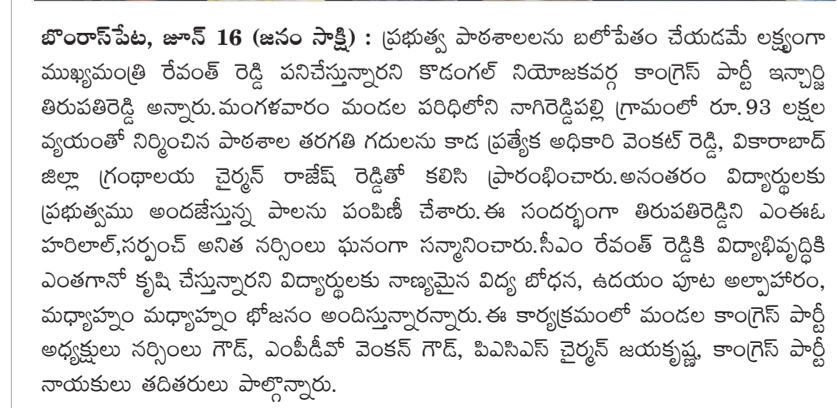 బొంరాస్‌పేట, జూన్ 16 (జనం సాక్షి) : ప్రభుత్వ పాఠశాలలను బలోపేతం చేయడమే లక్ష్యంగా
ముఖ్యమంత్రి రేవంత్ రెడ్డి పనిచేస్తున్నారని కొడంగల్ నియోజకవర్గ కాంగ్రెస్ పార్టీ ఇన్చార్జి
తిరుపతిరెడ్డి అన్నారు.మంగళవారం మండల పరిధిలోని నాగిరెడ్డిపల్లి గ్రామంలో రూ.93 లక్షల
వ్యయంతో నిర్మించిన పాఠశాల తరగతి గదులను కాడ ప్రత్యేక అధికారి వెంకట్ రెడ్డి, వికారాబాద్
జిల్లా గ్రంథాలయ చైర్మన్ రాజేష్ రెడ్డితో కలిసి ప్రారంభించారు.అనంతరం విద్యార్థులకు
ప్రభుత్వము అందజేస్తున్న పాలను పంపిణీ చేశారు.ఈ సందర్భంగా తిరుపతిరెడ్డిని ఎంఈఓ
హరిలాల్,సర్పంచ్ అనిత నర్సింలు ఘనంగా సన్మానించారు.సీఎం రేవంత్ రెడ్డికి విద్యాభివృద్ధికి
ఎంతగానో కృషి చేస్తున్నారని విద్యార్థులకు నాణ్యమైన విద్య బోధన, ఉదయం పూట అల్పాహారం,
మధ్యాహ్నం మధ్యాహ్నం భోజనం అందిస్తున్నారన్నారు.ఈ కార్యక్రమంలో మండల కాంగ్రెస్ పార్టీ
అధ్యక్షులు నర్సింలు గౌడ్, ఎంపీడీవో వెంకన్ గౌడ్, పిఎసిఎస్ చైర్మన్ జయకృష్ణ, కాంగ్రెస్ పార్టీ
నాయకులు తదితరులు పాల్గొన్నారు.